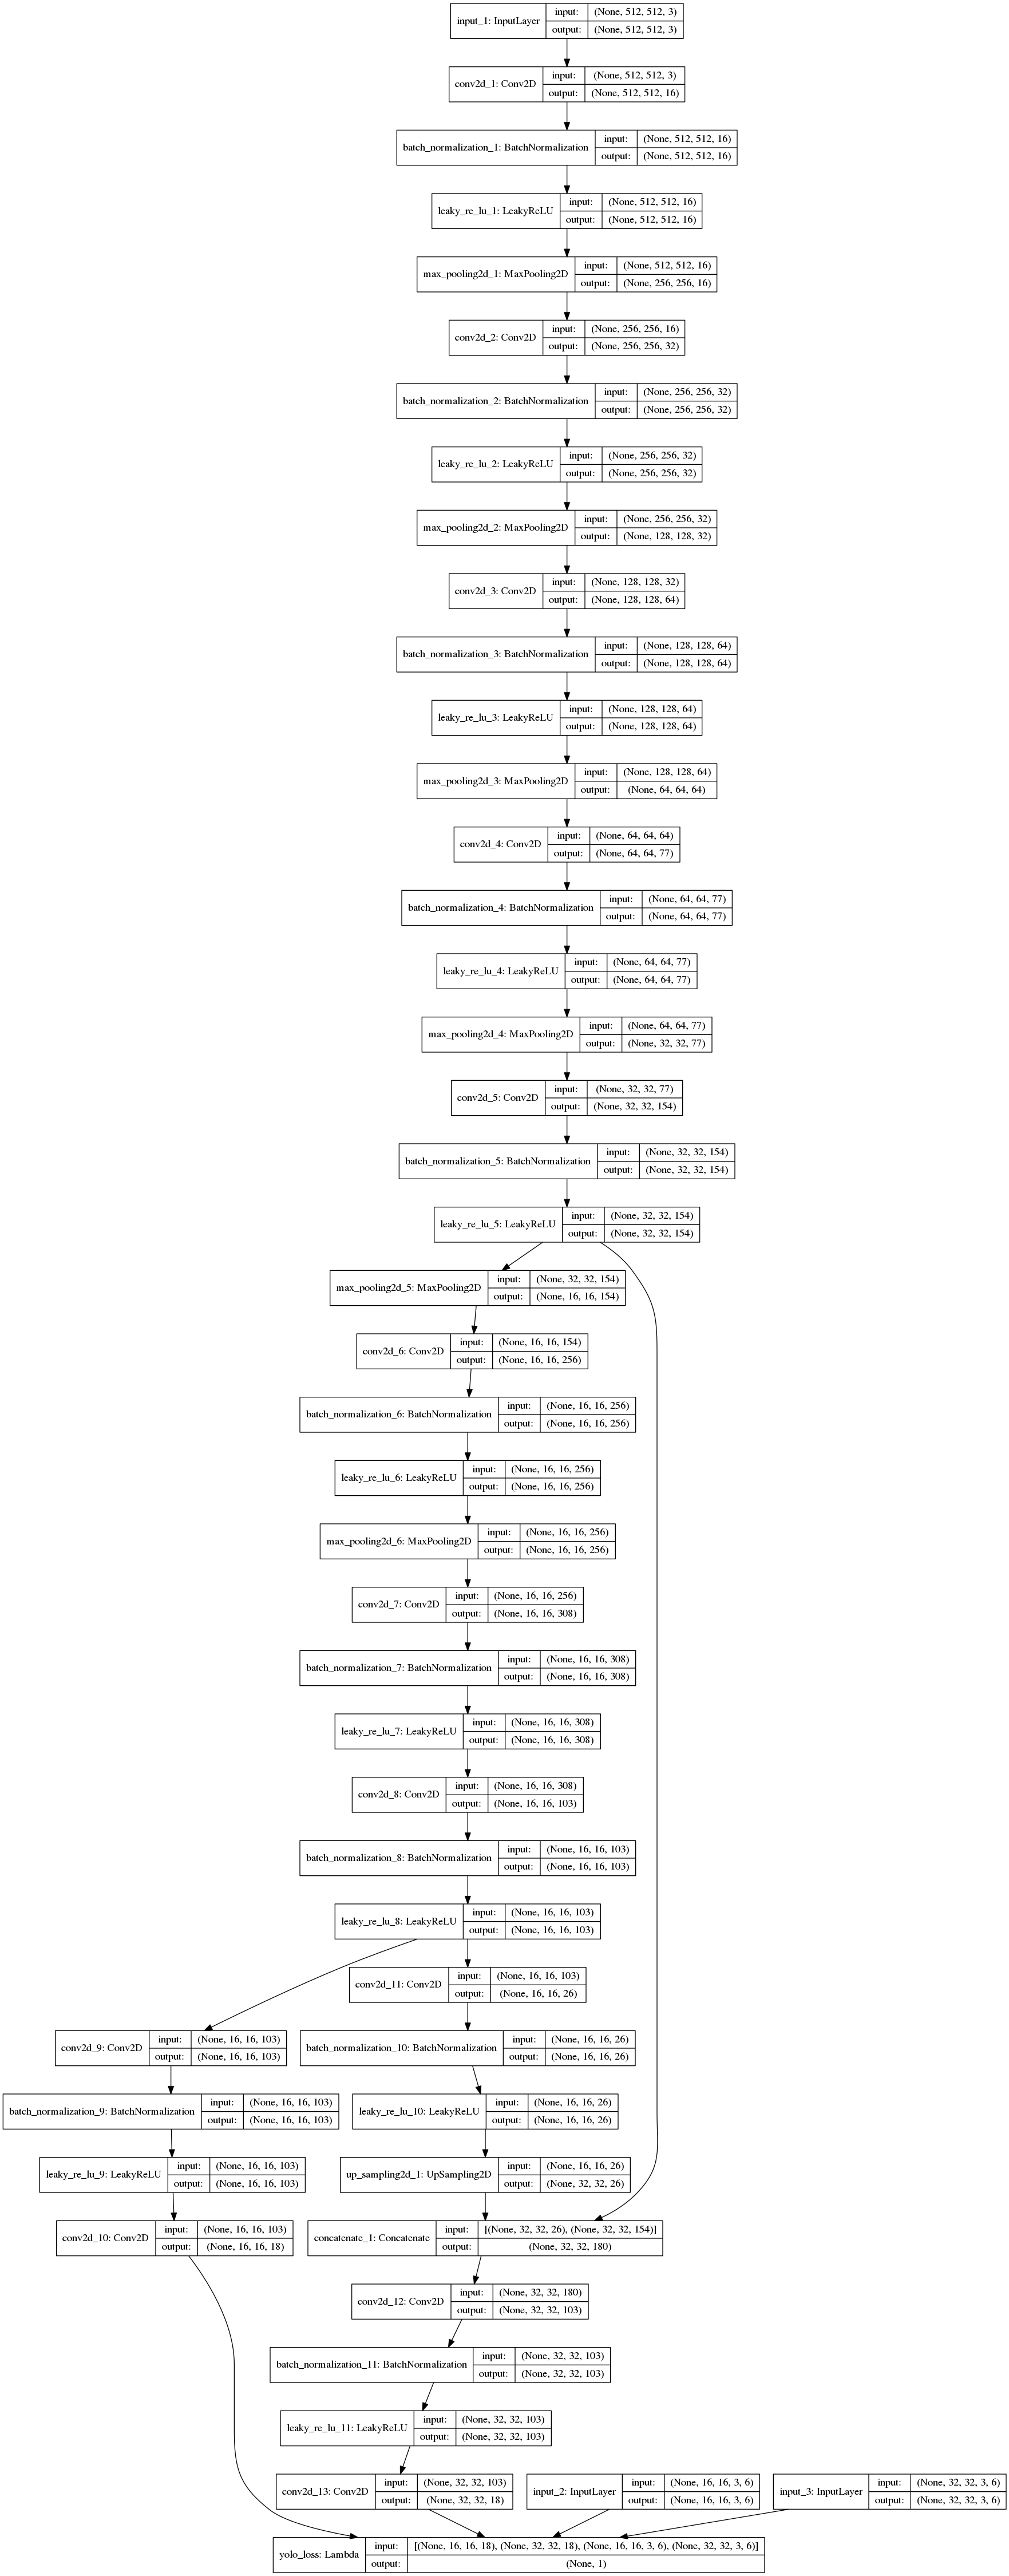 input_1: InputLayer
input: (None, 512, 512, 3)
output: (None, 512, 512, 3)
conv2d_1: Conv2D
input: (None, 512, 512, 3)
output: (None, 512, 512, 16)
batch_normalization_1: BatchNormalization
input: (None, 512, 512, 16)
output: (None, 512, 512, 16)
leaky_re_lu_1: LeakyReLU
input: (None, 512, 512, 16)
output: (None, 512, 512, 16)
max_pooling2d_1: MaxPooling2D
input: (None, 512, 512, 16)
output: (None, 256, 256, 16)
conv2d_2: Conv2D
input: (None, 256, 256, 16)
output: (None, 256, 256, 32)
batch_normalization_2: BatchNormalization
input: (None, 256, 256, 32)
output: (None, 256, 256, 32)
leaky_re_lu_2: LeakyReLU
input: (None, 256, 256, 32)
output: (None, 256, 256, 32)
max_pooling2d_2: MaxPooling2D
input: (None, 256, 256, 32)
output: (None, 128, 128, 32)
conv2d_3: Conv2D
input: (None, 128, 128, 32)
output: (None, 128, 128, 64)
batch_normalization_3: BatchNormalization
input: (None, 128, 128, 64)
output: (None, 128, 128, 64)
leaky_re_lu_3: LeakyReLU
input: (None, 128, 128, 64)
output: (None, 128, 128, 64)
max_pooling2d_3: MaxPooling2D
input: (None, 128, 128, 64)
output: (None, 64, 64, 64)
conv2d_4: Conv2D
input: (None, 64, 64, 64)
output: (None, 64, 64, 77)
batch_normalization_4: BatchNormalization
input: (None, 64, 64, 77)
output: (None, 64, 64, 77)
leaky_re_lu_4: LeakyReLU
input: (None, 64, 64, 77)
output: (None, 64, 64, 77)
max_pooling2d_4: MaxPooling2D
input: (None, 64, 64, 77)
output: (None, 32, 32, 77)
conv2d_5: Conv2D
input: (None, 32, 32, 77)
output: (None, 32, 32, 154)
batch_normalization_5: BatchNormalization
input: (None, 32, 32, 154)
output: (None, 32, 32, 154)
leaky_re_lu_5: LeakyReLU
input: (None, 32, 32, 154)
output: (None, 32, 32, 154)
max_pooling2d_5: MaxPooling2D
input: (None, 32, 32, 154)
output: (None, 16, 16, 154)
conv2d_6: Conv2D
input: (None, 16, 16, 154)
output: (None, 16, 16, 256)
batch_normalization_6: BatchNormalization
input: (None, 16, 16, 256)
output: (None, 16, 16, 256)
leaky_re_lu_6: LeakyReLU
input: (None, 16, 16, 256)
output: (None, 16, 16, 256)
max_pooling2d_6: MaxPooling2D
input: (None, 16, 16, 256)
output: (None, 16, 16, 256)
conv2d_7: Conv2D
input: (None, 16, 16, 256)
output: (None, 16, 16, 308)
batch_normalization_7: BatchNormalization
input: (None, 16, 16, 308)
output: (None, 16, 16, 308)
leaky_re_lu_7: LeakyReLU
input: (None, 16, 16, 308)
output: (None, 16, 16, 308)
conv2d_8: Conv2D
input: (None, 16, 16, 308)
output: (None, 16, 16, 103)
batch_normalization_8: BatchNormalization
input: (None, 16, 16, 103)
output: (None, 16, 16, 103)
leaky_re_lu_8: LeakyReLU
input: (None, 16, 16, 103)
output: (None, 16, 16, 103)
conv2d_11: Conv2D
input: (None, 16, 16, 103)
output: (None, 16, 16, 26)
conv2d_9: Conv2D
input: (None, 16, 16, 103)
output: (None, 16, 16, 103)
batch_normalization_10: BatchNormalization
input: (None, 16, 16, 26)
output: (None, 16, 16, 26)
batch_normalization_9: BatchNormalization
input: (None, 16, 16, 103)
output: (None, 16, 16, 103)
leaky_re_lu_10: LeakyReLU
input: (None, 16, 16, 26)
output: (None, 16, 16, 26)
leaky_re_lu_9: LeakyReLU
input: (None, 16, 16, 103)
output: (None, 16, 16, 103)
up_sampling2d_1: UpSampling2D
input: (None, 16, 16, 26)
output: (None, 32, 32, 26)
conv2d_10: Conv2D
input: (None, 16, 16, 103)
output: (None, 16, 16, 18)
concatenate_1: Concatenate
input: [(None, 32, 32, 26), (None, 32, 32, 154)]
output: (None, 32, 32, 180)
conv2d_12: Conv2D
input: (None, 32, 32, 180)
output: (None, 32, 32, 103)
batch_normalization_11: BatchNormalization
input: (None, 32, 32, 103)
output: (None, 32, 32, 103)
leaky_re_lu_11: LeakyReLU
input: (None, 32, 32, 103)
output: (None, 32, 32, 103)
conv2d_13: Conv2D
input: (None, 32, 32, 103)
output: (None, 32, 32, 18)
input_2: InputLayer
input: (None, 16, 16, 3, 6)
output: (None, 16, 16, 3, 6)
input_3: InputLayer
input: (None, 32, 32, 3, 6)
output: (None, 32, 32, 3, 6)
yolo_loss: Lambda
input: [(None, 16, 16, 18), (None, 32, 32, 18), (None, 16, 16, 3, 6), (None, 32, 32, 3, 6)]
output: (None, 1)